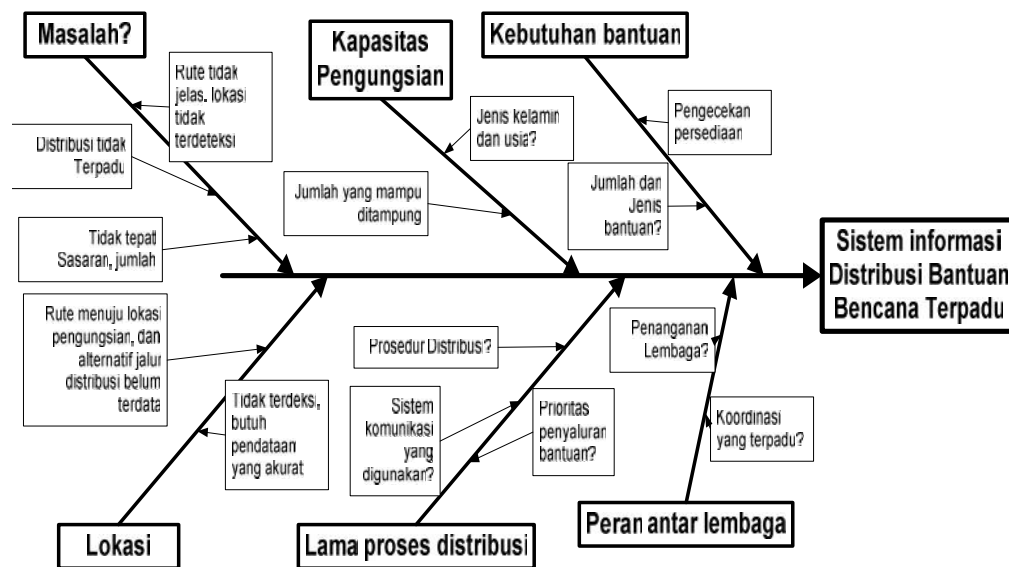 Masalah?
Rute tidak
jelas. lokasi
tidak
terdeteksi
Distribusi tidak
Terpadu
Tidak tepat
Sasaran, jumlah
Kapasitas
Pengungsian
Jenis kelamin
dan usia?
Jumlah yang mampu
ditampung
Kebutuhan bantuan
Pengecekan
persediaan
Jumlah dan
Jenis
bantuan?
Sistem informasi
Distribusi Bantuan
Bencana Terpadu
Rute menuju lokasi
pengungsian, dan
alternatif jalur
distribusi belum
terdata
Tidak terdeksi,
butuh
pendataan
yang akurat
Lokasi
Prosedur Distribusi?
Sistem
komunikasi
yang
digunakan?
Prioritas
penyaluran
bantuan?
Lama proses distribusi
Penanganan
Lembaga?
Koordinasi
yang terpadu?
Peran antar lembaga